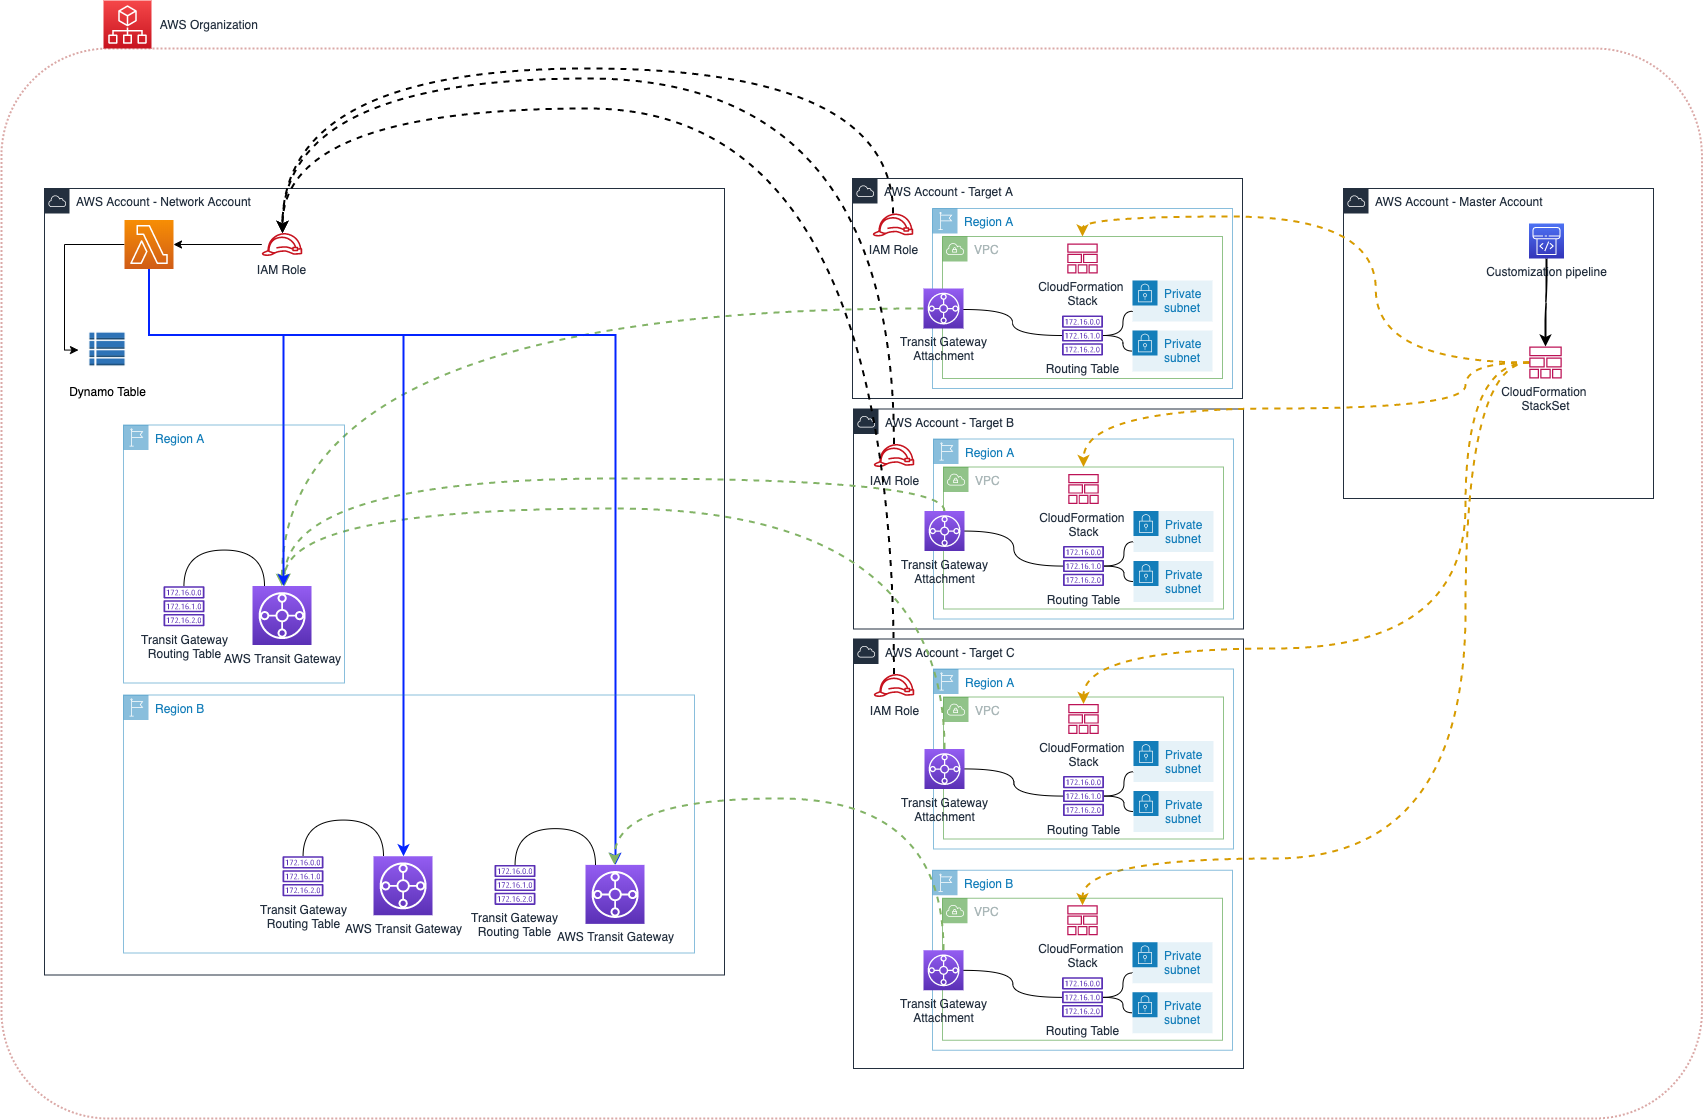 AWS Organization
AWS Account - Network Account
IAM Role
Dynamo Table
Region A
172.16.0.0
172.16.1.0
172.16.2.0
Transit Gateway
Routing Table
AWS Transit Gateway
Region B
172.16.0.0
172.16.1.0
172.16.2.0
Transit Gateway
Routing Table
AWS Transit Gateway
172.16.0.0
172.16.1.0
172.16.2.0
Transit Gateway
Routing Table
AWS Transit Gateway
AWS Account - Target A
IAM Role
Region A
VPC
CloudFormation
Stack
Transit Gateway
Attachment
172.16.0.0
172.16.1.0
172.16.2.0
Routing Table
Private
subnet
Private
subnet
AWS Account - Target B
IAM Role
Region A
VPC
CloudFormation
Stack
Transit Gateway
Attachment
172.16.0.0
172.16.1.0
172.16.2.0
Routing Table
Private
subnet
Private
subnet
AWS Account - Target C
IAM Role
Region A
VPC
CloudFormation
Stack
Transit Gateway
Attachment
172.16.0.0
172.16.1.0
172.16.2.0
Routing Table
Private
subnet
Private
subnet
Region B
VPC
CloudFormation
Stack
Transit Gateway
Attachment
172.16.0.0
172.16.1.0
172.16.2.0
Routing Table
Private
subnet
Private
subnet
AWS Account - Master Account
Customization pipeline
CloudFormation
StackSet